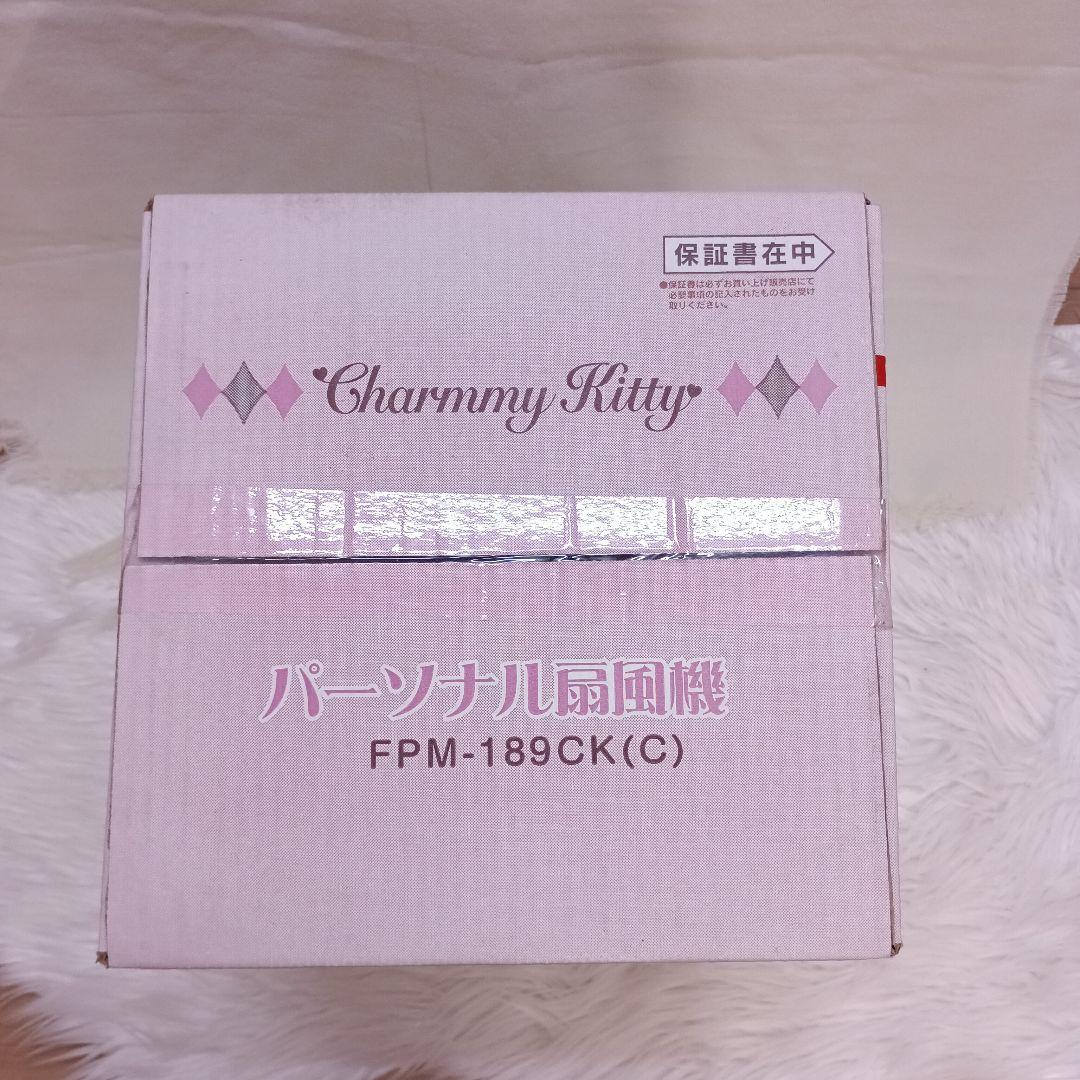 保証書在中
●保証書は必ずお買い上げ販売店にて
必要事項の記入されたものをお受け
取りください。
Charmmy Kitty
パーソナル扇風機
FPM-189CK(C)